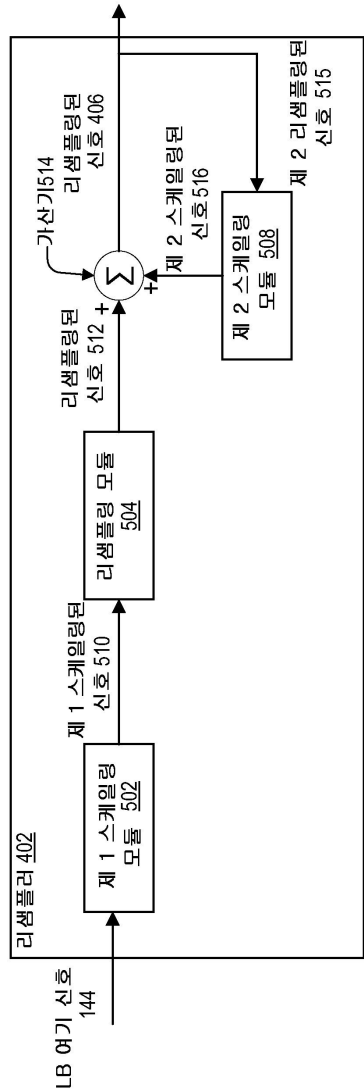 리샘플러 402
LB 여기 신호
144
제 1 스케일링
모듈 502
제 1 스케일링된
신호 510
리샘플링 모듈
504
리샘플링된
신호 512
+
가산기514
Σ
+
리샘플링된
신호 406
제 2 스케일링된
신호 516
제 2 스케일링
모듈 508
제 2 리샘플링된
신호 515